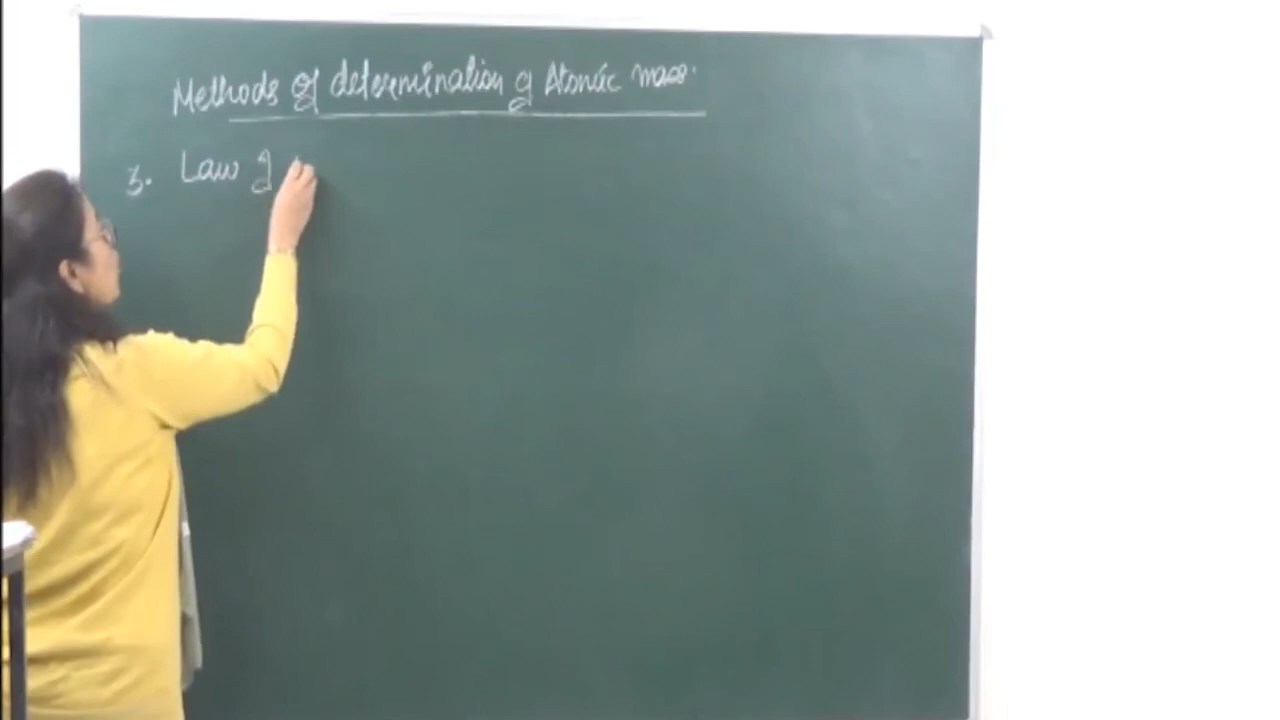 Methods of determination of Atomic mass.
3. Law of